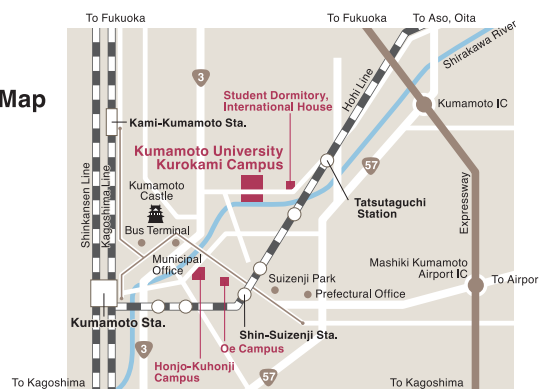 To Fukuoka
To Fukuoka
To Aso, Oita
Shirakawa River
Map
3
Student Dormitory,
International House
Hohi Line
Kumamoto IC
Kami-Kumamoto Sta.
Kumamoto University
Kurokami Campus
57
Shinkansen Line
Kagoshima Line
Kumamoto
Castle
Tatsutaguchi
Station
Expressway
Bus Terminal
Municipal
Office
Mashiki Kumamoto
Airport IC
To Airpor
Suizenji Park
Prefectural Office
Kumamoto Sta.
Shin-Suizenji Sta.
Oe Campus
3
Honjo-Kuhonji
Campus
57
To Kagoshima
To Kagoshima